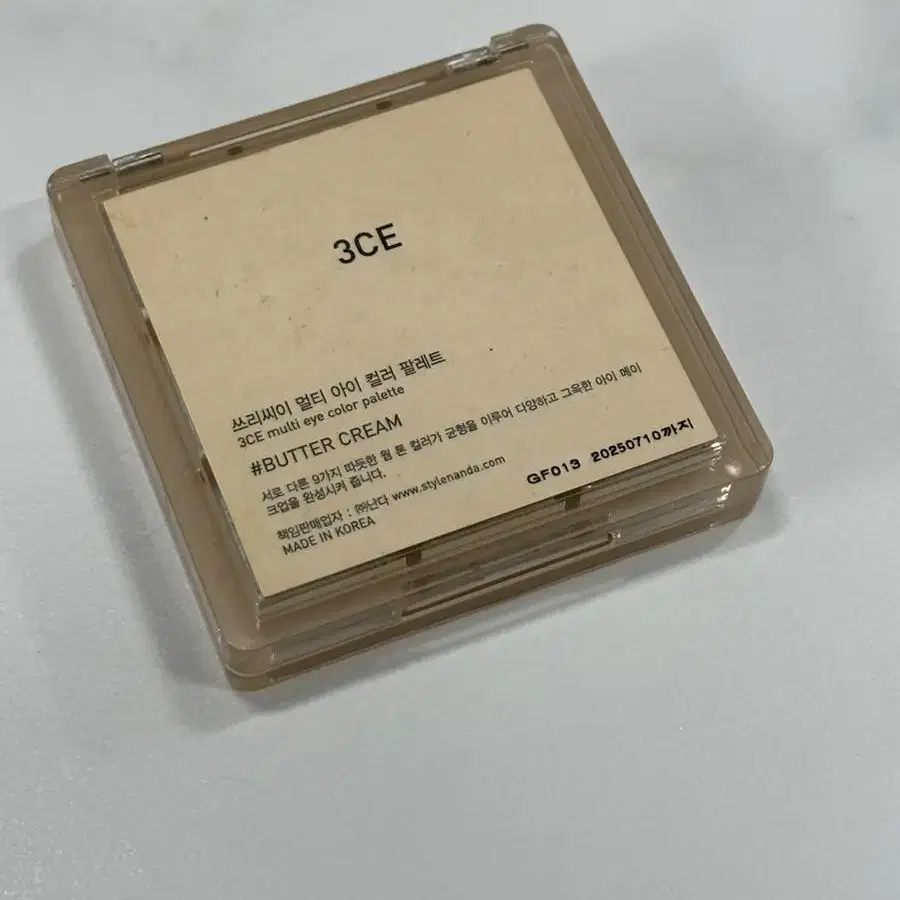 3CE
쓰리씨이 멀티 아이 컬러 팔레트
3CE multi eye color palette
#BUTTER CREAM
서로 다른 9가지 따듯한 웜 톤 컬러가 균형을 이루어 다양하고 그윽한 아이 메이
크업을 완성시켜 줍니다.
책임판매업자 : ㈜난다 www.stylenanda.com
MADE IN KOREA
GF013 20250710까지